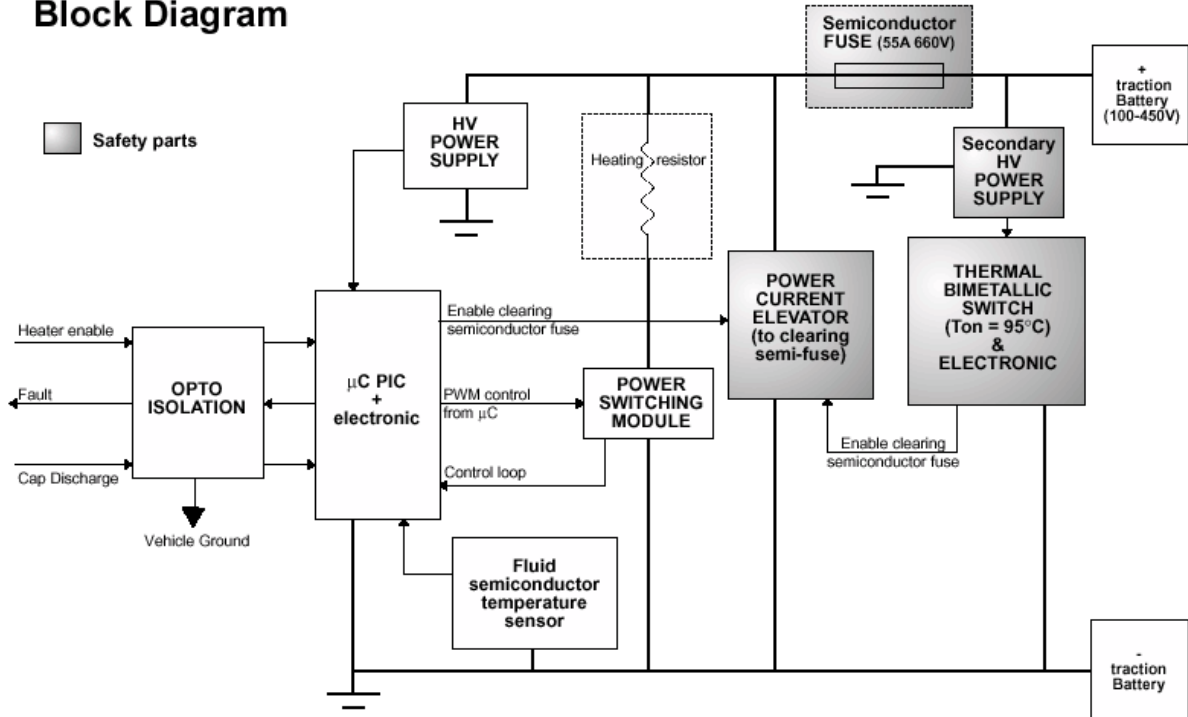 Block Diagram
Safety parts
Semiconductor
FUSE (55A 660V)
+
traction
Battery
(100-450V)
HV
POWER
SUPPLY
Heating resistor
Secondary
HV
POWER
SUPPLY
POWER
CURRENT
ELEVATOR
(to clearing
semi-fuse)
THERMAL
BIMETALLIC
SWITCH
(Ton = 95°C)
&
ELECTRONIC
Heater enable
Fault
Cap Discharge
OPTO
ISOLATION
Vehicle Ground
µC PIC
+
electronic
Enable clearing
semiconductor fuse
PWM control
from µC
Control loop
POWER
SWITCHING
MODULE
Enable clearing
semiconductor fuse
Fluid
semiconductor
temperature
sensor
-
traction
Battery